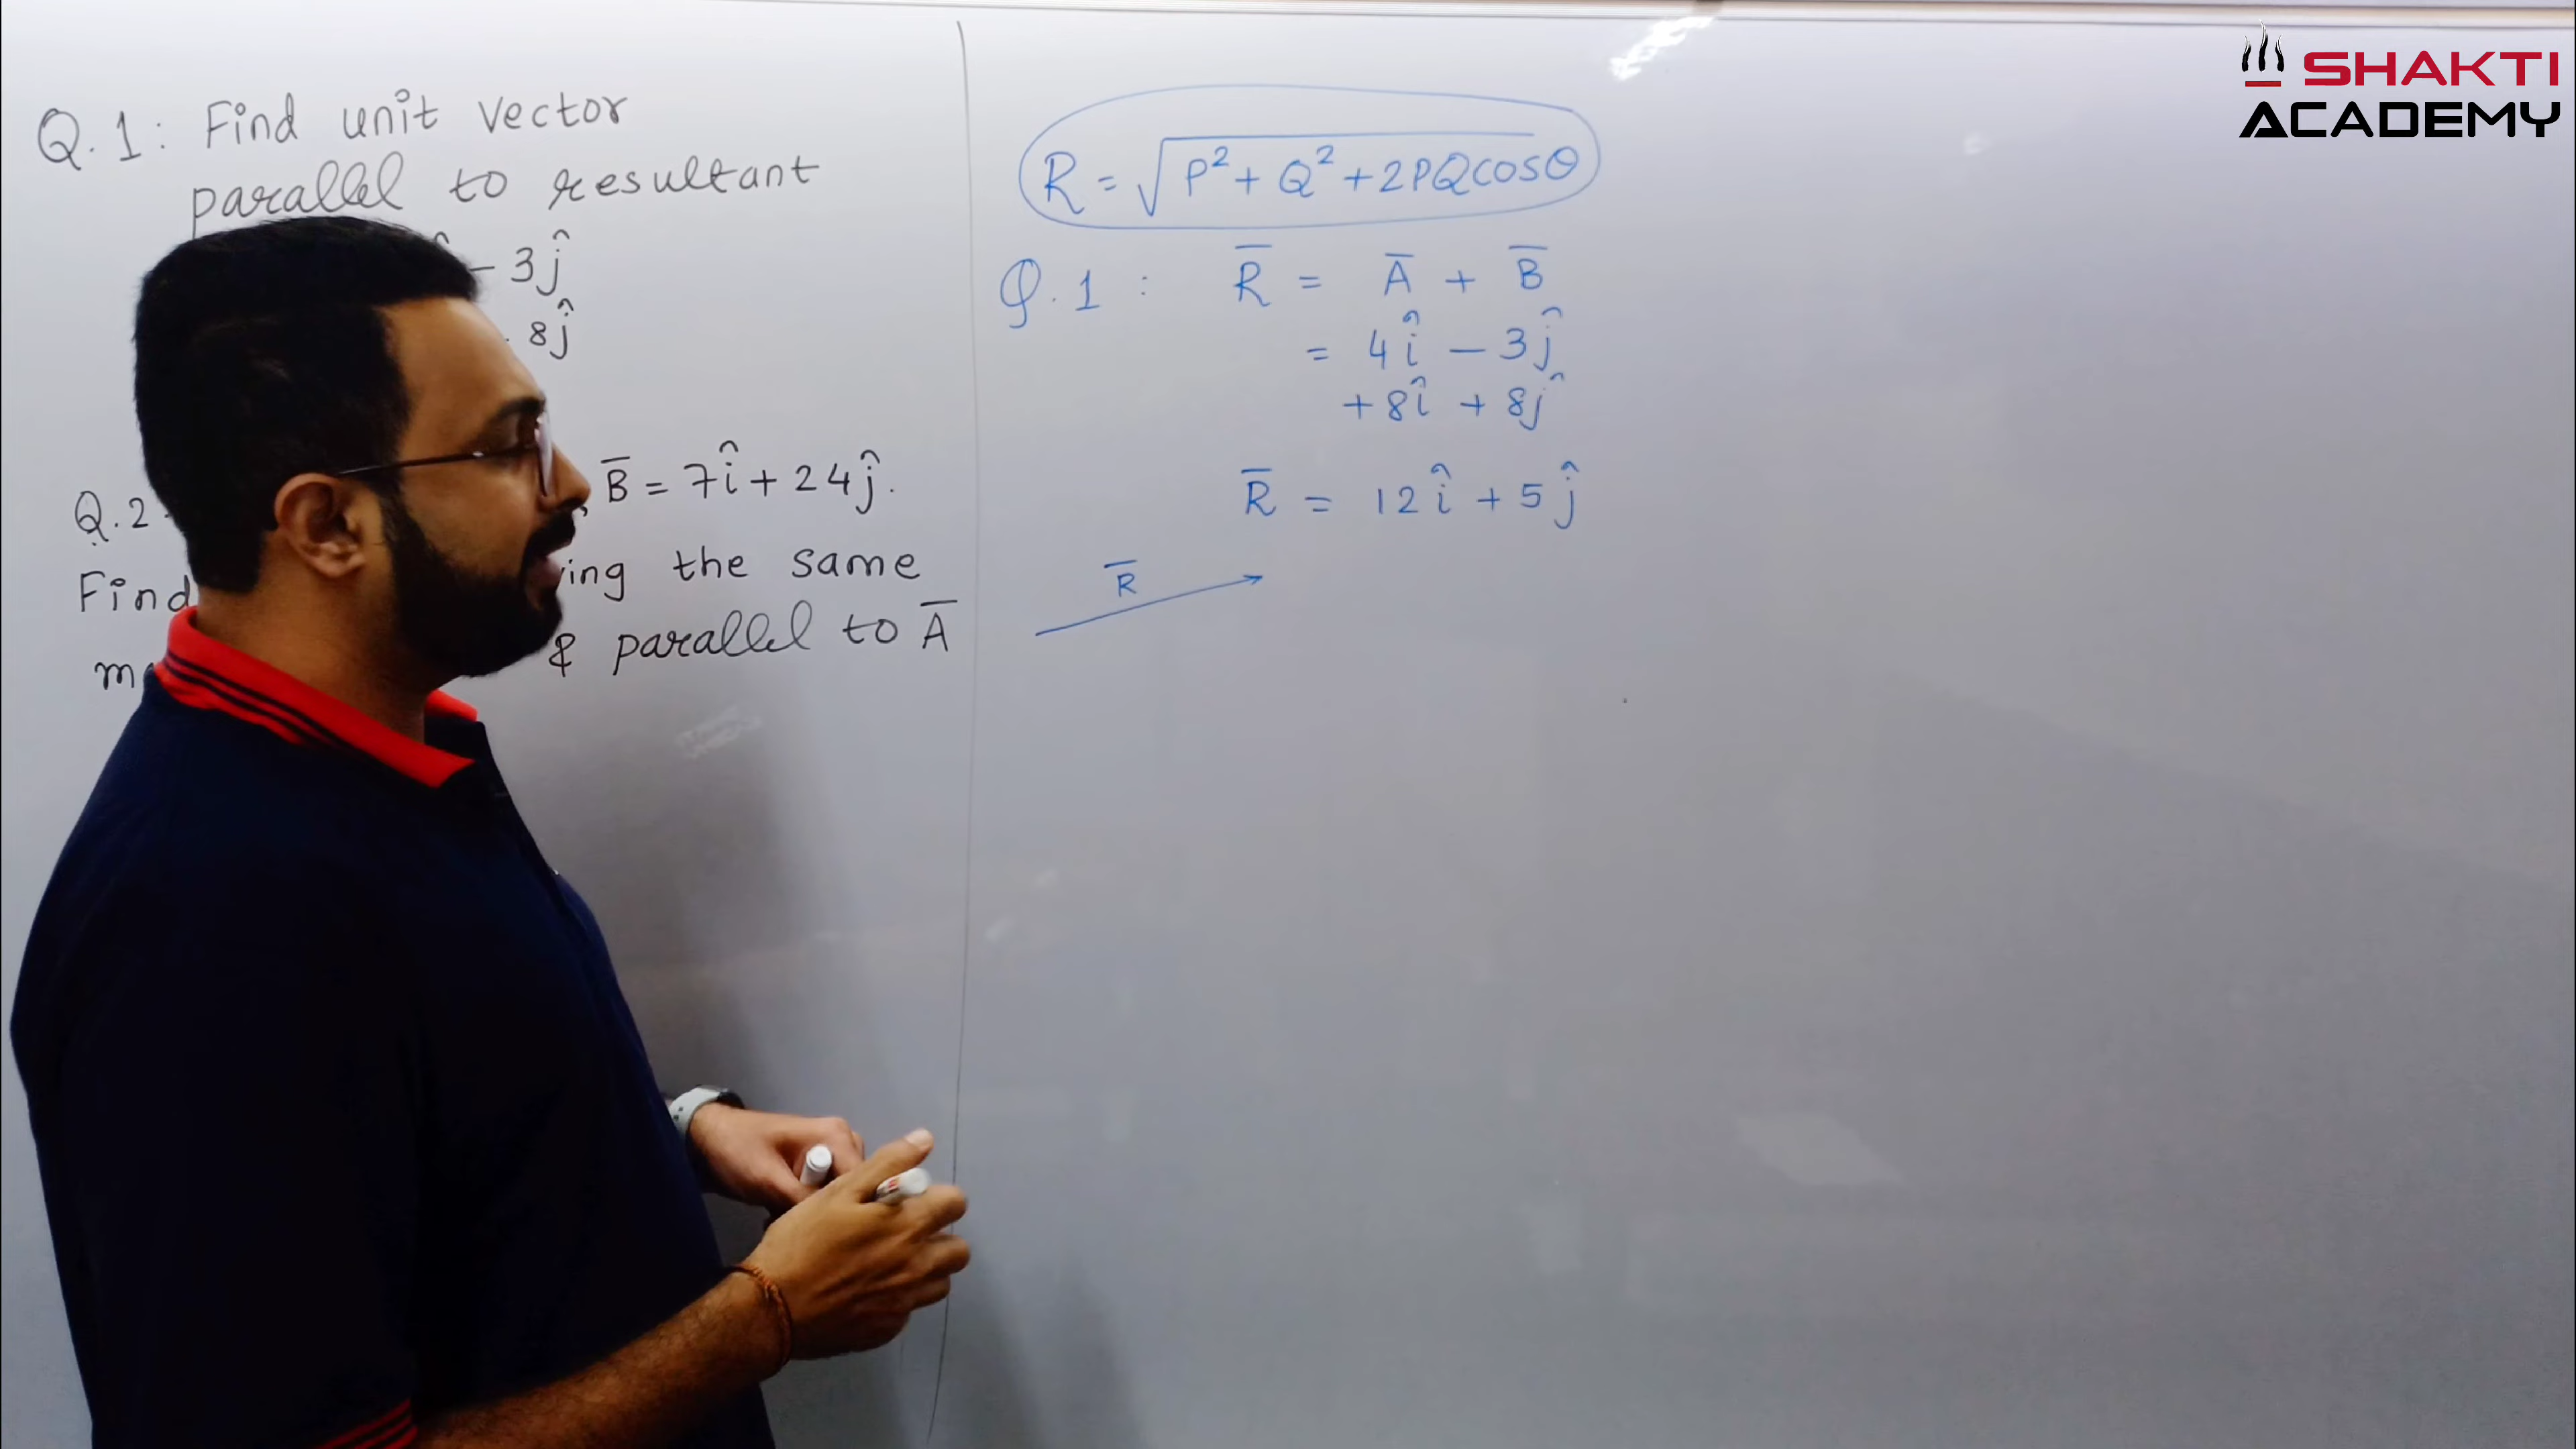 SHAKTI
ACADEMY
Q.1: Find unit vector
parallel to resultant
- 3ĵ
8ĵ
Q.2
B̅ = 7î + 24ĵ.
Find ing the same
& parallel to A̅
R = √P² + Q² + 2PQcosθ
Q.1 : R̅ = A̅ + B̅
= 4î - 3ĵ
+ 8î + 8ĵ
R̅ = 12î + 5ĵ
R̅